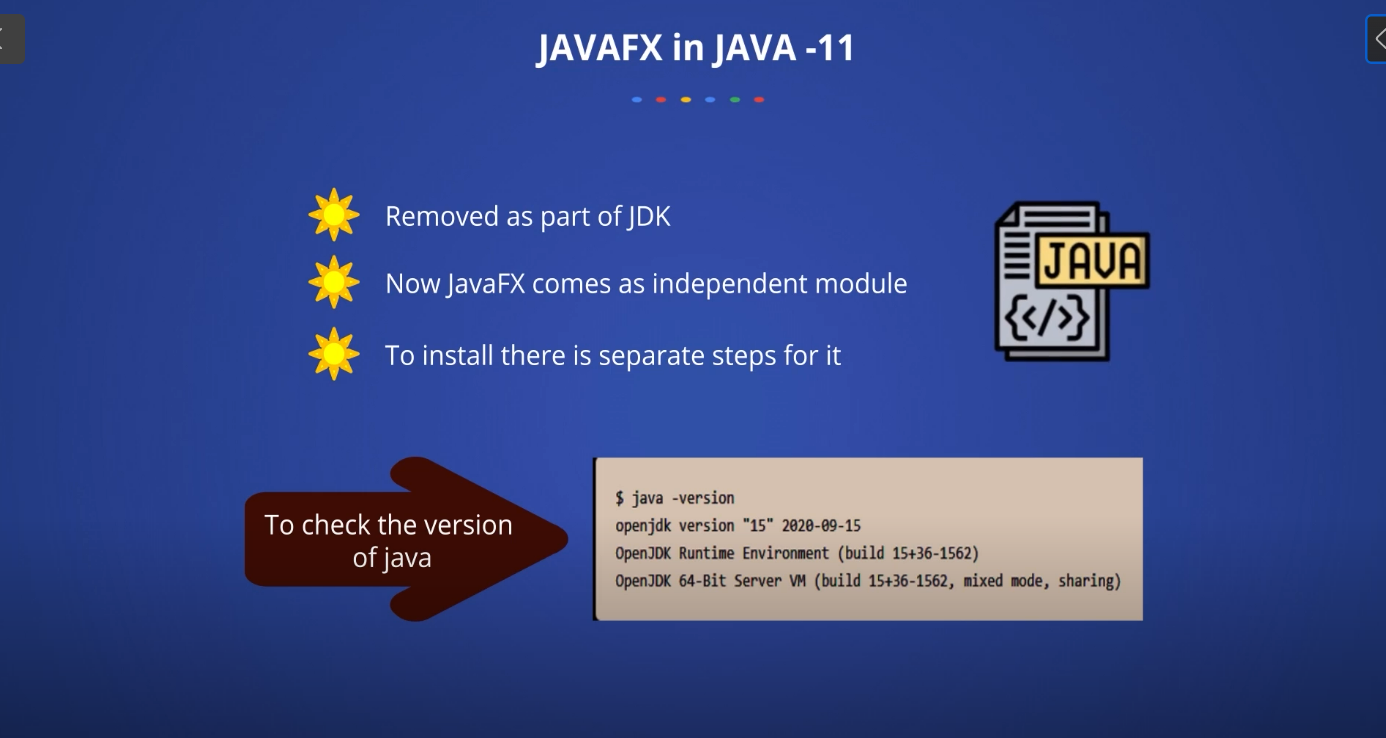 JAVAFX in JAVA -11
Removed as part of JDK
Now JavaFX comes as independent module
To install there is separate steps for it
JAVA
{</>}
To check the version
of java
$ java -version
openjdk version "15" 2020-09-15
OpenJDK Runtime Environment (build 15+36-1562)
OpenJDK 64-Bit Server VM (build 15+36-1562, mixed mode, sharing)